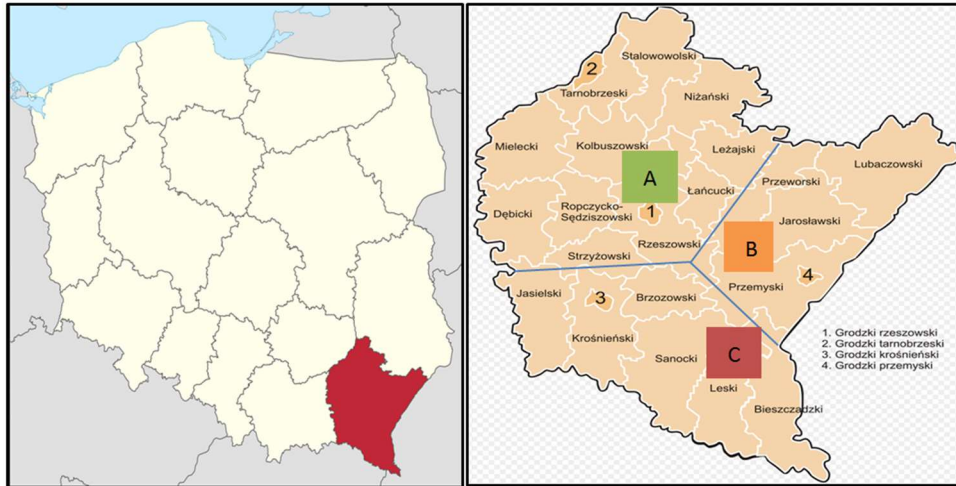 2
Stalowowolski
Tarnobrzeski
Niżański
Mielecki
Kolbuszowski
Leżajski
Lubaczowski
A
Łańcucki
Przeworski
Dębicki
Ropczycko-
Sędziszowski
1
Jarosławski
Rzeszowski
B
Strzyżowski
4
Przemyski
Jasielski
3
Brzozowski
Krośnieński
Sanocki
C
Leski
Bieszczadzki
1. Grodzki rzeszowski
2. Grodzki tarnobrzeski
3. Grodzki krośnieński
4. Grodzki przemyski